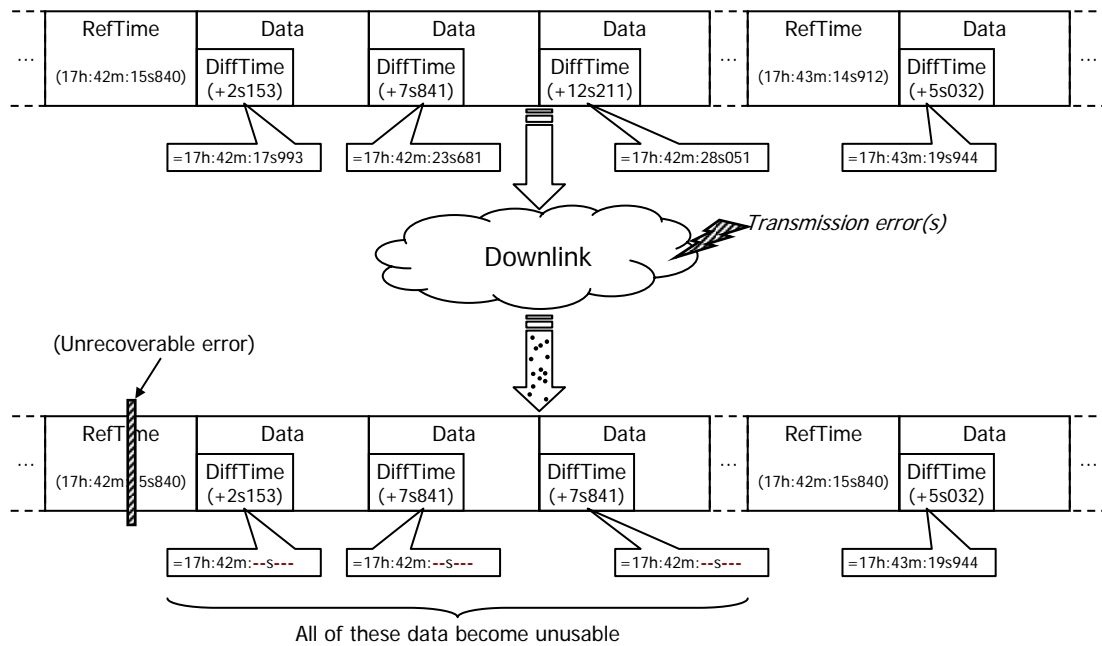 RefTime Data Data Data RefTime Data
... (17h:42m:15s840) DiffTime (+2s153) DiffTime (+7s841) DiffTime (+12s211) ... (17h:43m:14s912) DiffTime (+5s032) ...
=17h:42m:17s993 =17h:42m:23s681 =17h:42m:28s051 =17h:43m:19s944
Transmission error(s)
Downlink
(Unrecoverable error)
RefTime Data Data Data RefTime Data
... (17h:42m 5s840) DiffTime (+2s153) DiffTime (+7s841) DiffTime (+7s841) ... (17h:42m:15s840) DiffTime (+5s032) ...
=17h:42m:--s--- =17h:42m:--s--- =17h:42m:--s--- =17h:43m:19s944
All of these data become unusable